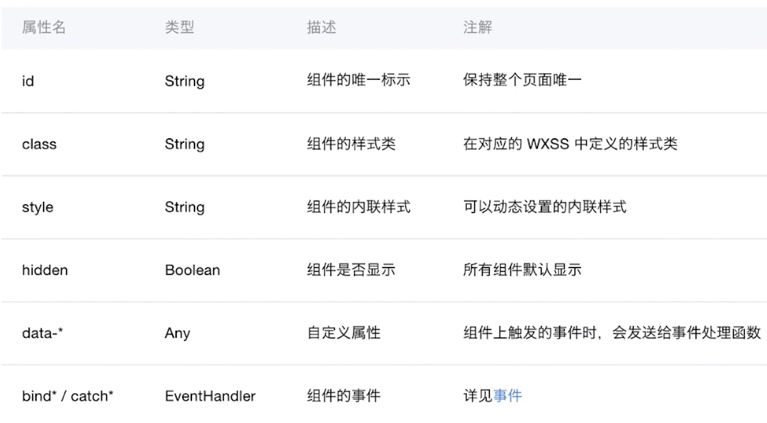 属性名 类型 描述 注解
id String 组件的唯一标示 保持整个页面唯一
class String 组件的样式类 在对应的 WXSS 中定义的样式类
style String 组件的内联样式 可以动态设置的内联样式
hidden Boolean 组件是否显示 所有组件默认显示
data-* Any 自定义属性 组件上触发的事件时，会发送给事件处理函数
bind* / catch* EventHandler 组件的事件 详见事件